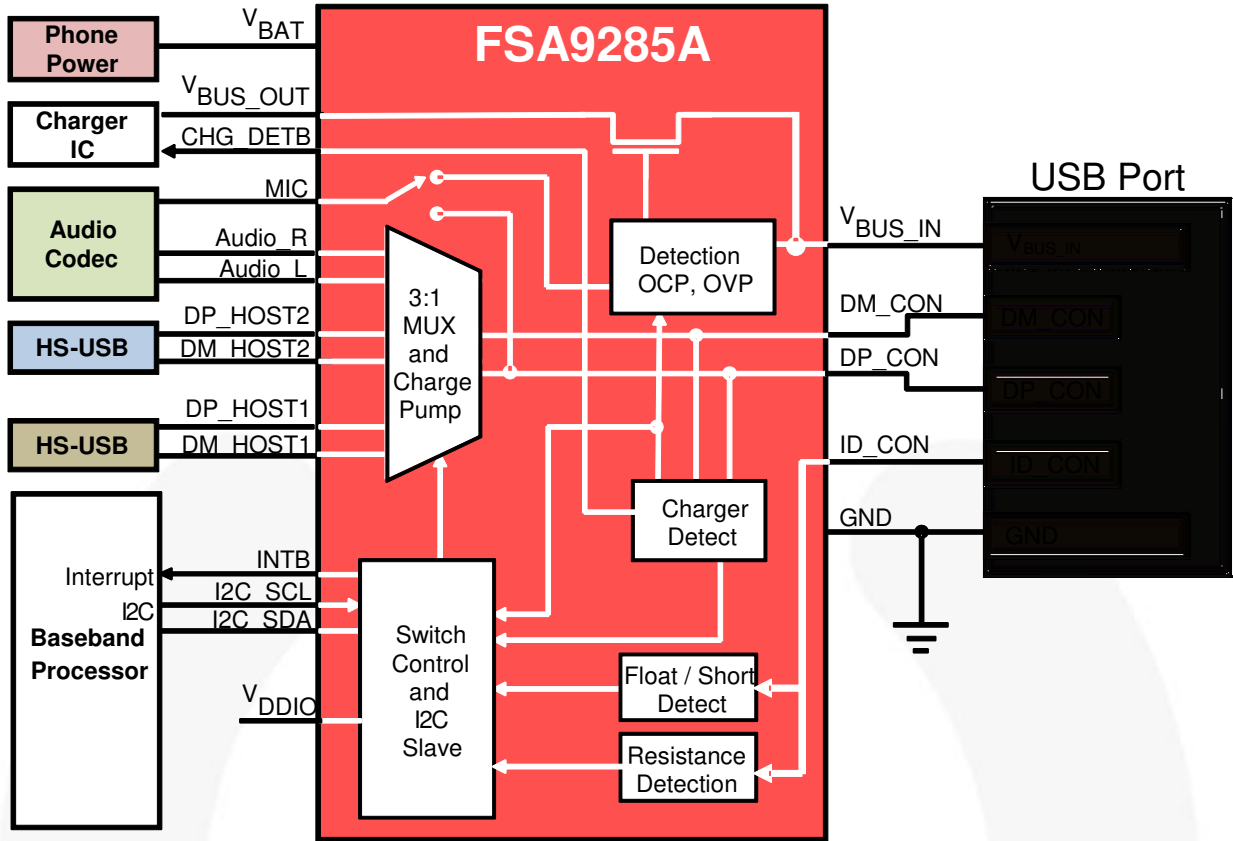 FSA9285A
Phone
Power
VBAT
Charger
IC
VBUS_OUT
CHG_DETB
Audio
Codec
MIC
Audio_R
Audio_L
HS-USB
DP_HOST2
DM_HOST2
HS-USB
DP_HOST1
DM_HOST1
Interrupt
I2C
Baseband
Processor
INTB
I2C_SCL
I2C_SDA
VDDIO
3:1
MUX
and
Charge
Pump
Detection
OCP, OVP
Charger
Detect
Switch
Control
and
I2C
Slave
Float / Short
Detect
Resistance
Detection
VBUS_IN
DM_CON
DP_CON
ID_CON
GND
USB Port
VBUS_IN
DM_CON
DP_CON
ID_CON
GND